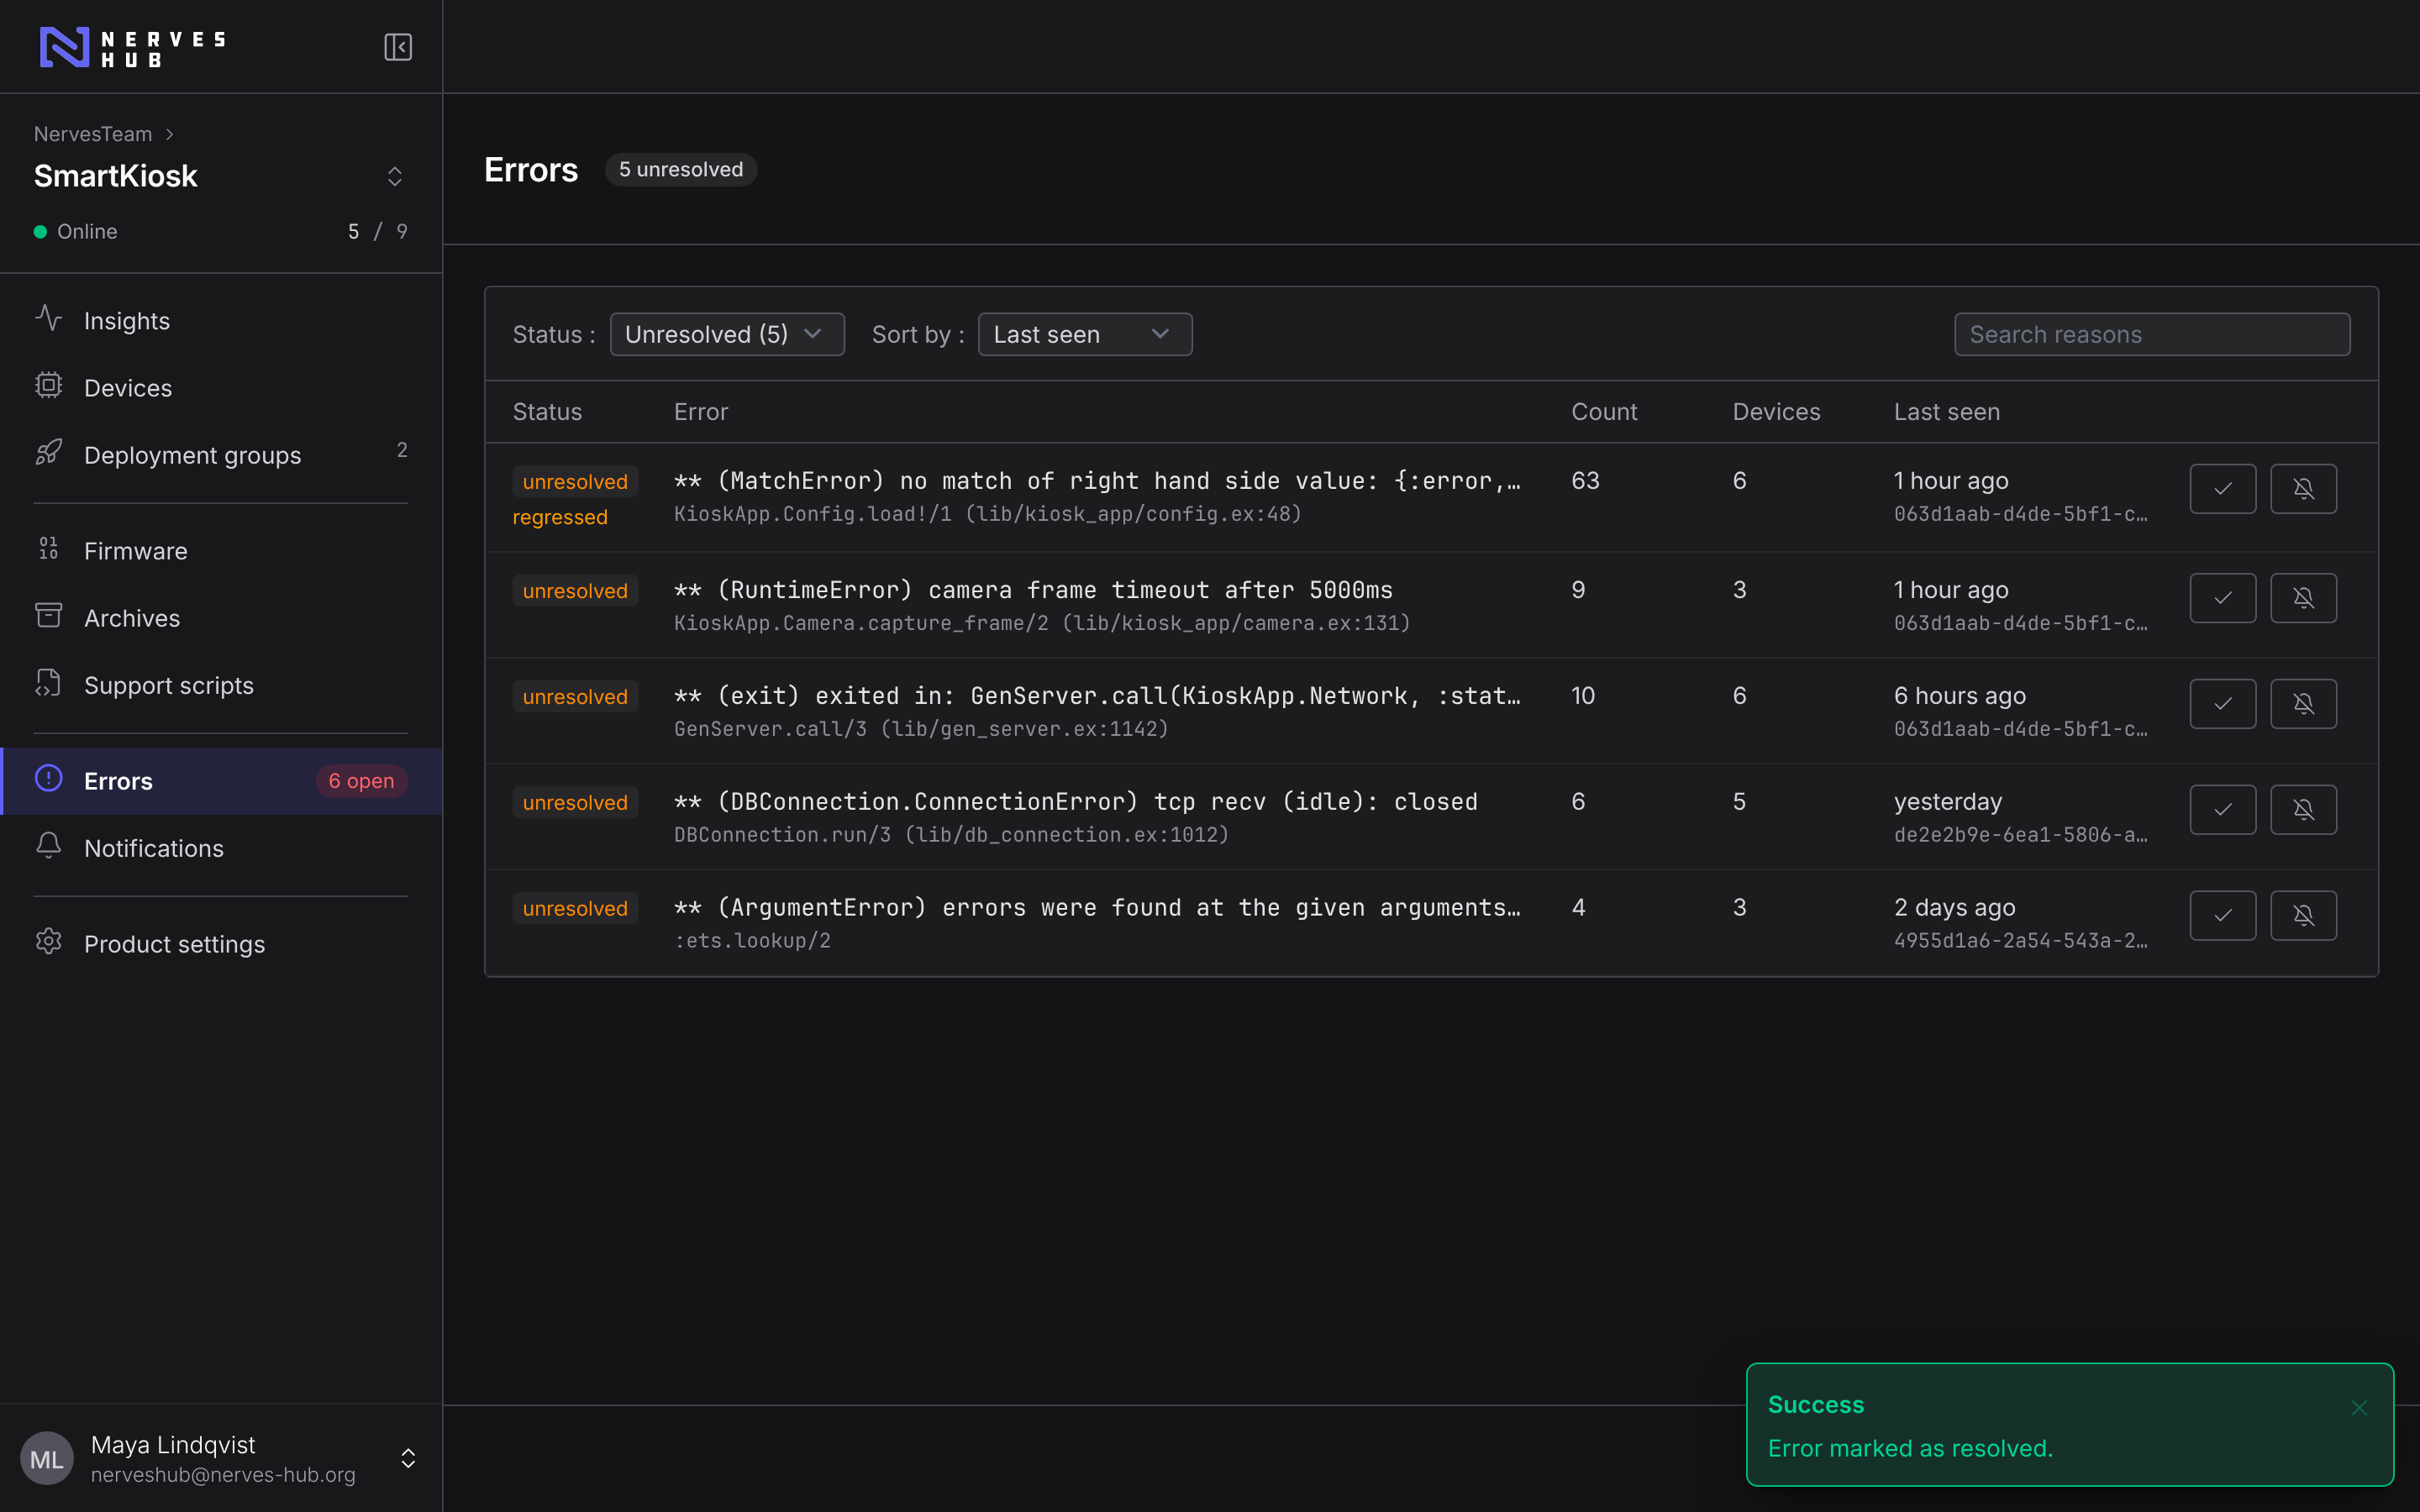 NERVES
HUB
NervesTeam
SmartKiosk
Online
5 / 9
Insights
Devices
Deployment groups
2
Firmware
Archives
Support scripts
Errors
6 open
Notifications
Product settings
ML
Maya Lindqvist
nerveshub@nerves-hub.org
Errors
5 unresolved
Status :
Unresolved (5)
Sort by :
Last seen
Search reasons
Status
Error
Count
Devices
Last seen
unresolved
regressed
** (MatchError) no match of right hand side value: {:error,…
KioskApp.Config.load!/1 (lib/kiosk_app/config.ex:48)
63
6
1 hour ago
063d1aab-d4de-5bf1-c…
unresolved
** (RuntimeError) camera frame timeout after 5000ms
KioskApp.Camera.capture_frame/2 (lib/kiosk_app/camera.ex:131)
9
3
1 hour ago
063d1aab-d4de-5bf1-c…
unresolved
** (exit) exited in: GenServer.call(KioskApp.Network, :stat…
GenServer.call/3 (lib/gen_server.ex:1142)
10
6
6 hours ago
063d1aab-d4de-5bf1-c…
unresolved
** (DBConnection.ConnectionError) tcp recv (idle): closed
DBConnection.run/3 (lib/db_connection.ex:1012)
6
5
yesterday
de2e2b9e-6ea1-5806-a…
unresolved
** (ArgumentError) errors were found at the given arguments…
:ets.lookup/2
4
3
2 days ago
4955d1a6-2a54-543a-2…
Success
Error marked as resolved.